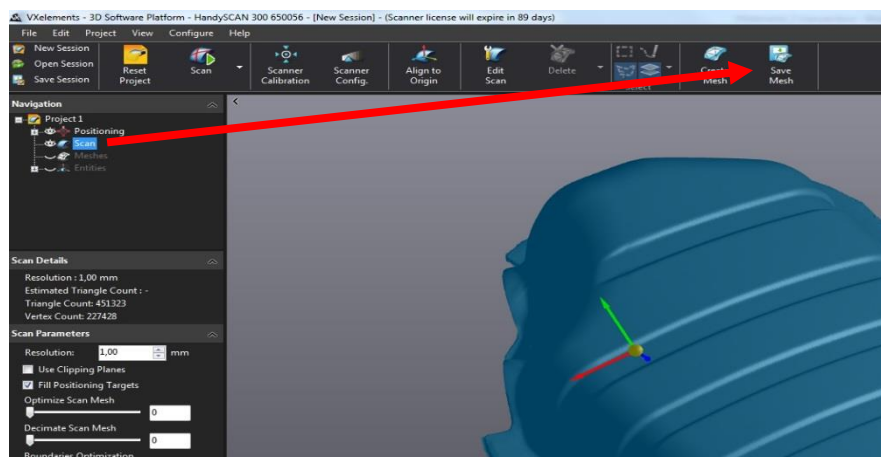 VXelements - 3D Software Platform - HandySCAN 300 650056 - [New Session] - (Scanner license will expire in 89 days)
File Edit Project View Configure Help
New Session
Open Session
Save Session
Reset Project
Scan
Scanner Calibration
Scanner Config.
Align to Origin
Edit Scan
Delete
Select
Create Mesh
Save Mesh
Navigation
Project 1
Positioning
Scan
Meshes
Entities
Scan Details
Resolution : 1,00 mm
Estimated Triangle Count : -
Triangle Count: 451323
Vertex Count: 227428
Scan Parameters
Resolution: 1,00 mm
Use Clipping Planes
Fill Positioning Targets
Optimize Scan Mesh
0
Decimate Scan Mesh
0
Boundaries Optimization